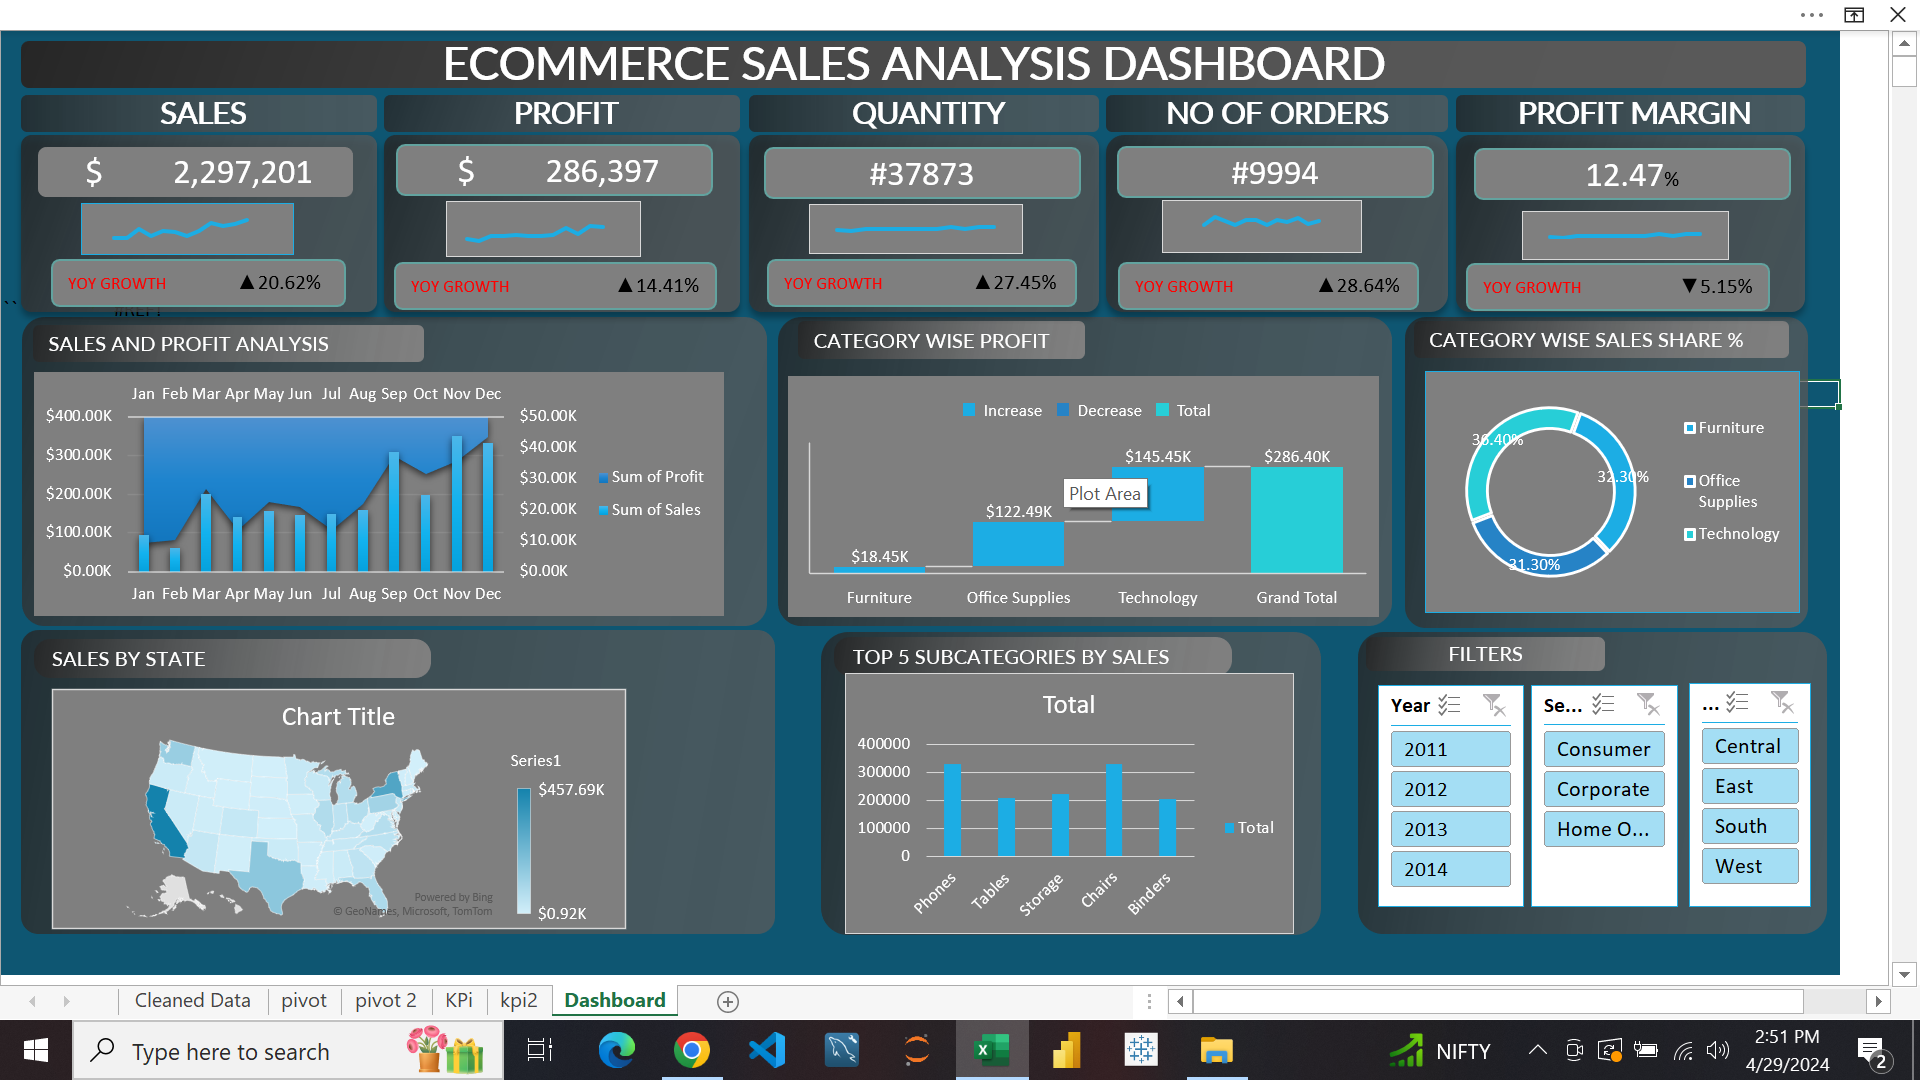 ECOMMERCE SALES ANALYSIS DASHBOARD
SALES
PROFIT
QUANTITY
NO OF ORDERS
PROFIT MARGIN
$ 2,297,201
$ 286,397
#37873
#9994
12.47%
YOY GROWTH ▲20.62%
YOY GROWTH ▲14.41%
YOY GROWTH ▲27.45%
YOY GROWTH ▲28.64%
YOY GROWTH ▼5.15%
SALES AND PROFIT ANALYSIS
Jan Feb Mar Apr May Jun Jul Aug Sep Oct Nov Dec
$400.00K
$300.00K
$200.00K
$100.00K
$0.00K
$50.00K
$40.00K
$30.00K
$20.00K
$10.00K
$0.00K
Sum of Profit
Sum of Sales
Jan Feb Mar Apr May Jun Jul Aug Sep Oct Nov Dec
CATEGORY WISE PROFIT
Increase Decrease Total
$18.45K
$122.49K
$145.45K
$286.40K
Plot Area
Furniture Office Supplies Technology Grand Total
CATEGORY WISE SALES SHARE %
36.40%
32.30%
31.30%
Furniture
Office
Supplies
Technology
SALES BY STATE
Chart Title
Series1
$457.69K
$0.92K
Powered by Bing
© GeoNames, Microsoft, TomTom
TOP 5 SUBCATEGORIES BY SALES
Total
400000
300000
200000
100000
0
Phones
Tables
Storage
Chairs
Binders
Total
FILTERS
Year
2011
2012
2013
2014
Se...
Consumer
Corporate
Home O...
...
Central
East
South
West
Cleaned Data pivot pivot 2 KPi kpi2 Dashboard
Type here to search
NIFTY
2:51 PM
4/29/2024
2